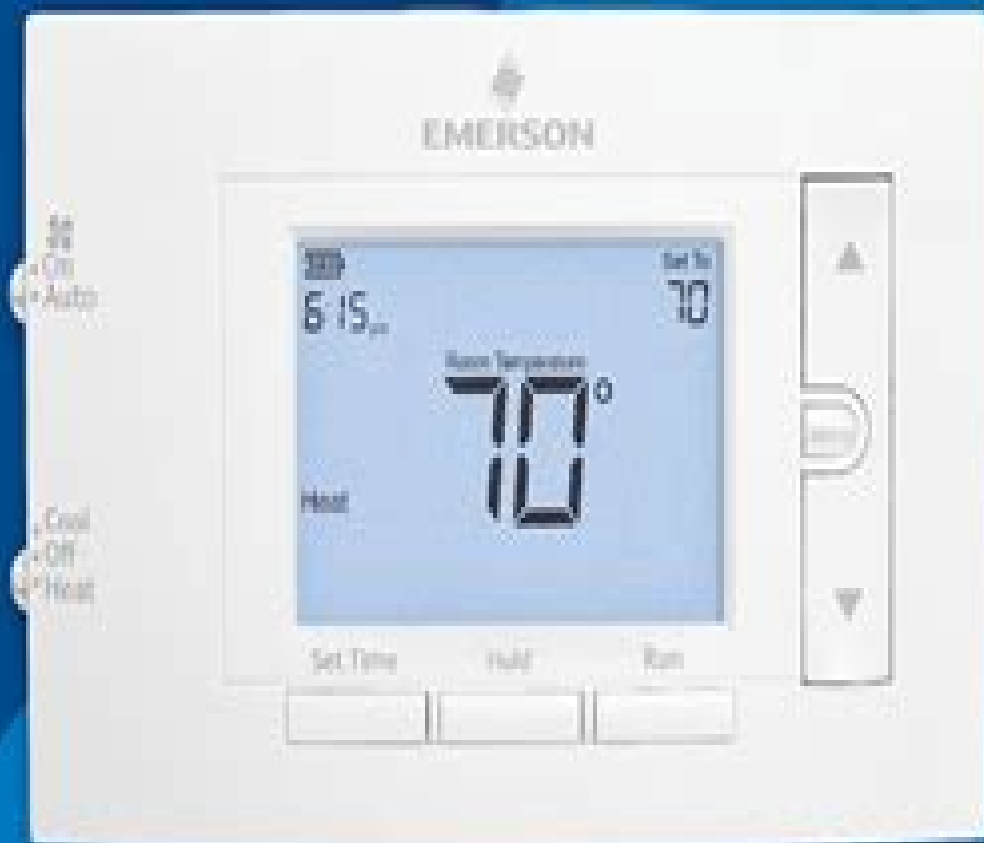 EMERSON
On
Auto
Set To
6:15 70
Room Temperature
70°
Heat
Cool
Off
Heat
Set Time Hold Run